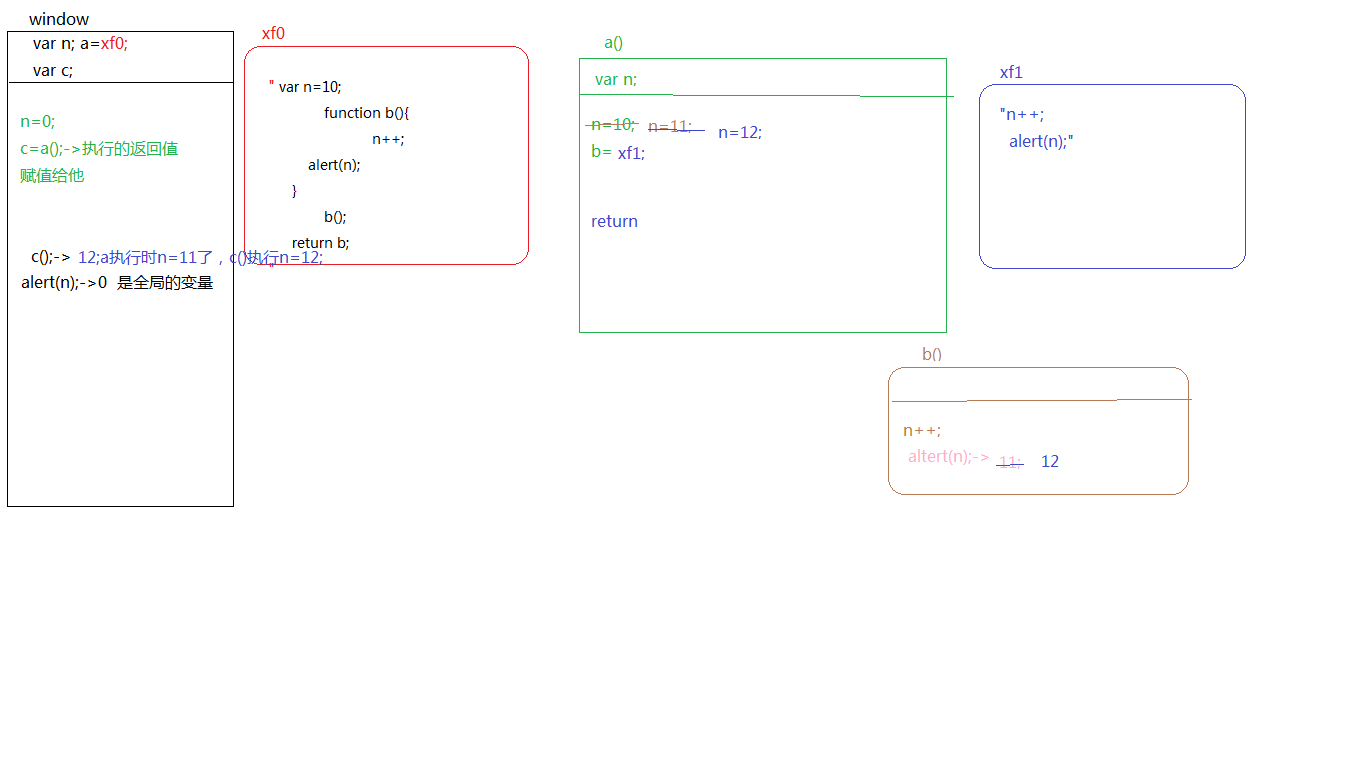 window
var n; a=xf0;
var c;
n=0;
c=a();->执行的返回值
赋值给他
c();-> 12;a执行时n=11了，c()执行n=12;
alert(n);->0 是全局的变量
xf0
" var n=10;
function b(){
n++;
alert(n);
}
b();
return b;
"
a()
var n;
n=10; n=11; n=12;
b= xf1;
return
xf1
"n++;
alert(n);"
b()
n++;
altert(n);-> 11; 12